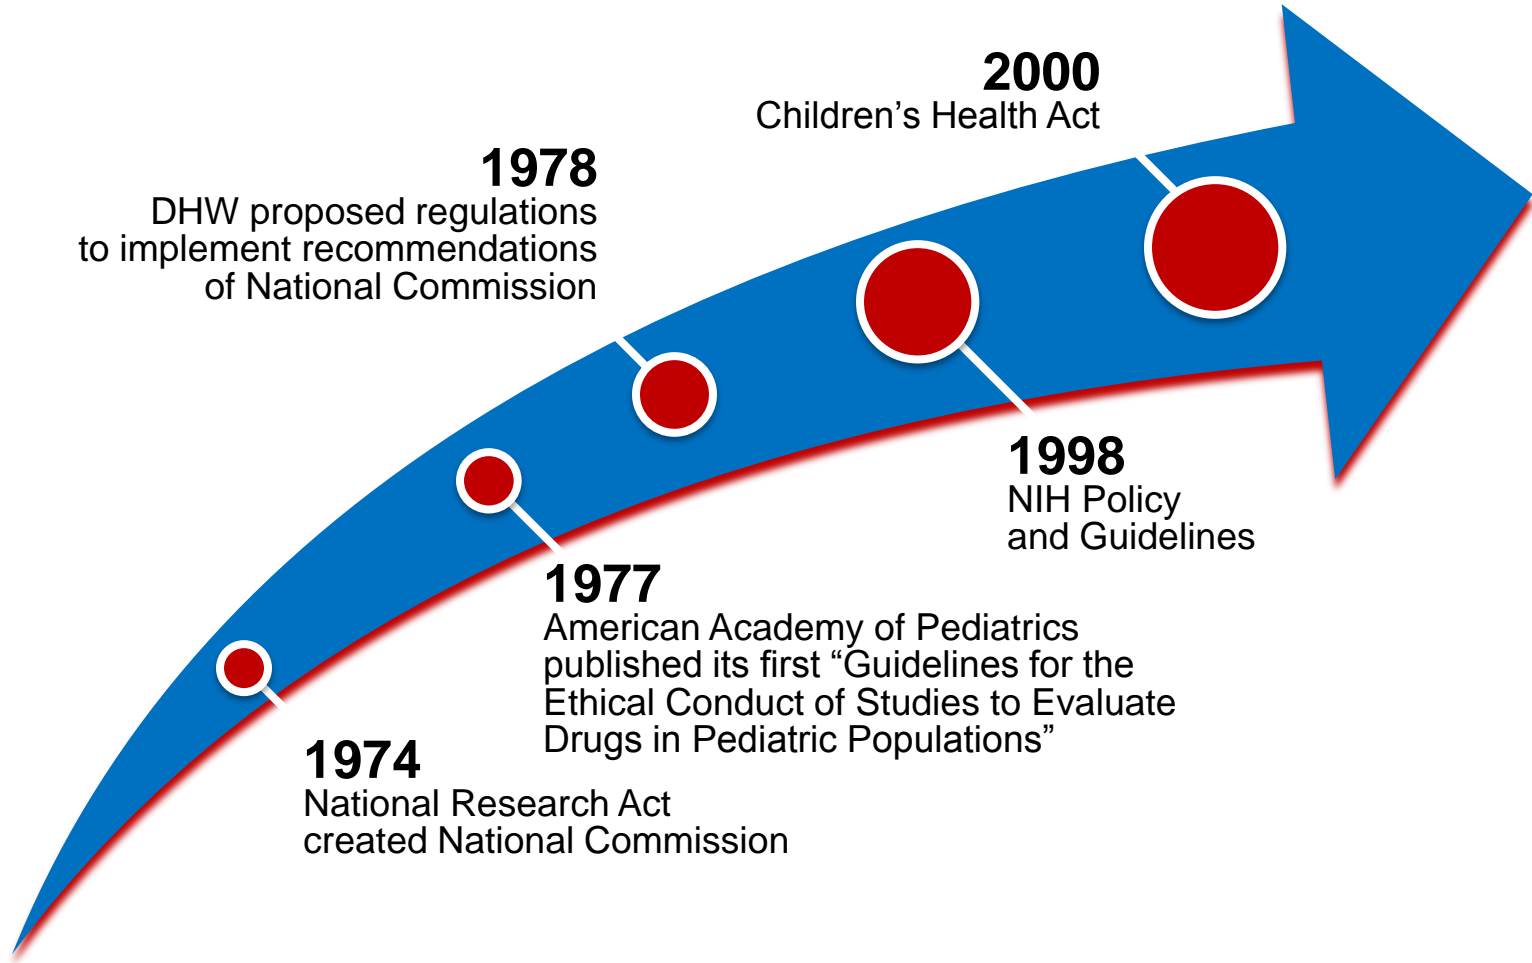 2000
Children’s Health Act
1978
DHW proposed regulations
to implement recommendations
of National Commission
1998
NIH Policy
and Guidelines
1977
American Academy of Pediatrics
published its first “Guidelines for the
Ethical Conduct of Studies to Evaluate
Drugs in Pediatric Populations”
1974
National Research Act
created National Commission